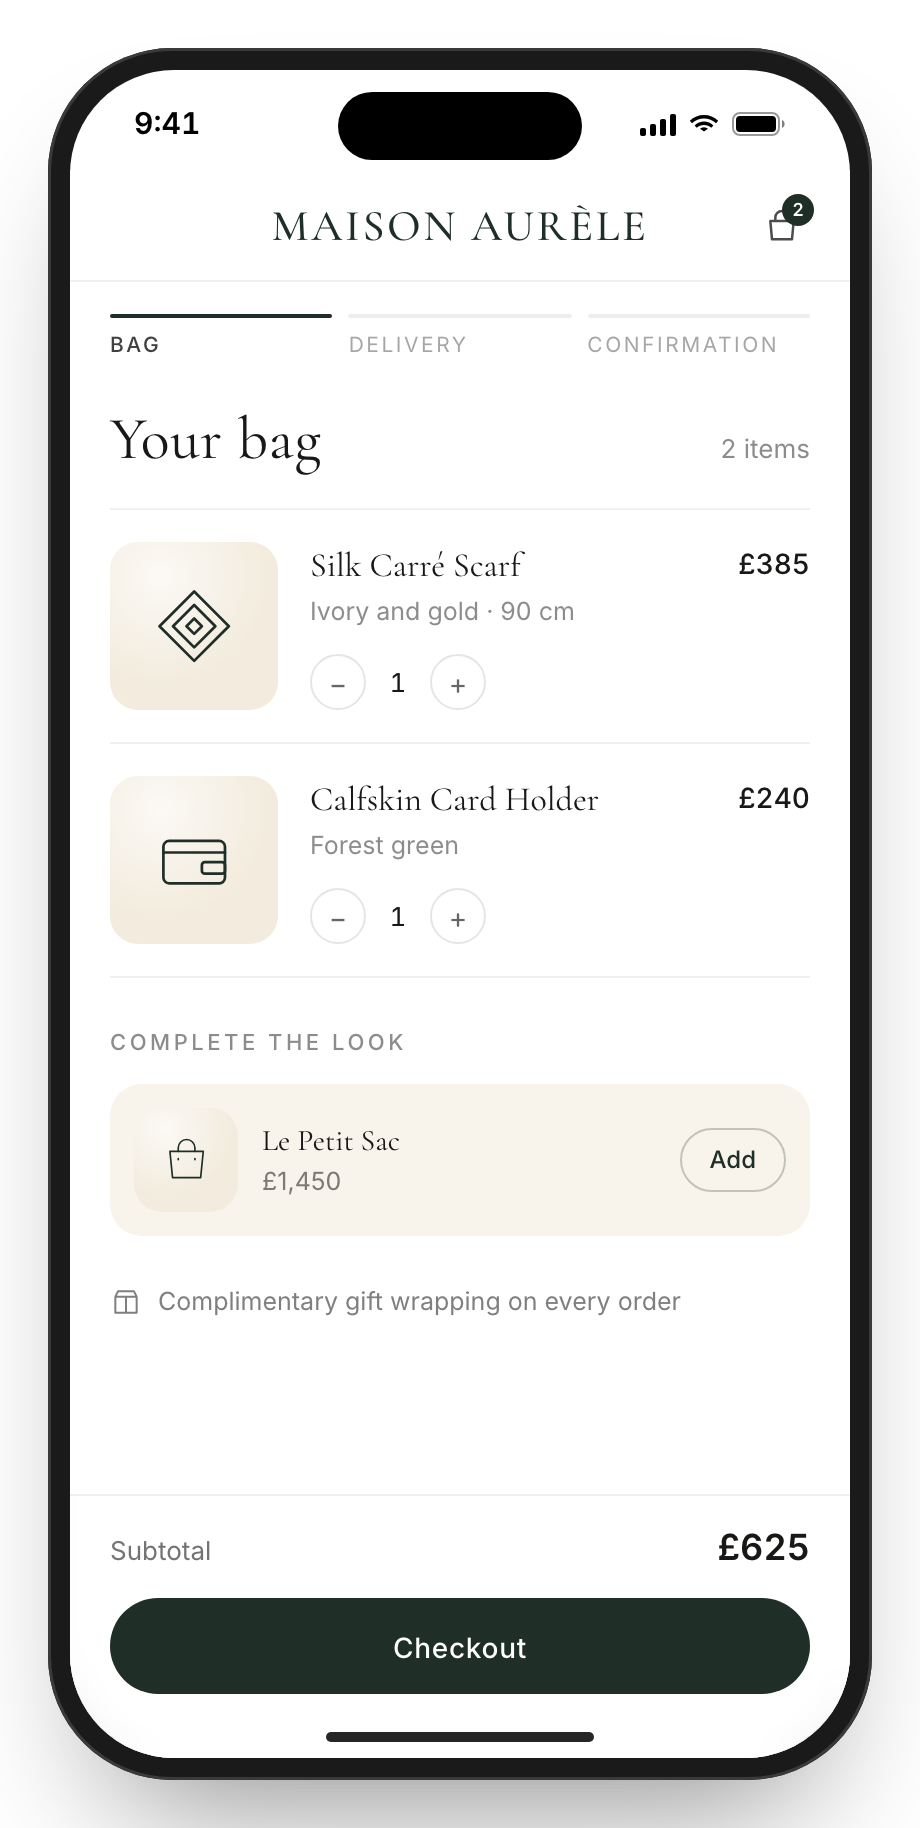 9:41
MAISON AURÈLE
2
BAG
DELIVERY
CONFIRMATION
Your bag
2 items
Silk Carré Scarf
£385
Ivory and gold · 90 cm
− 1 +
Calfskin Card Holder
£240
Forest green
− 1 +
COMPLETE THE LOOK
Le Petit Sac
£1,450
Add
Complimentary gift wrapping on every order
Subtotal
£625
Checkout